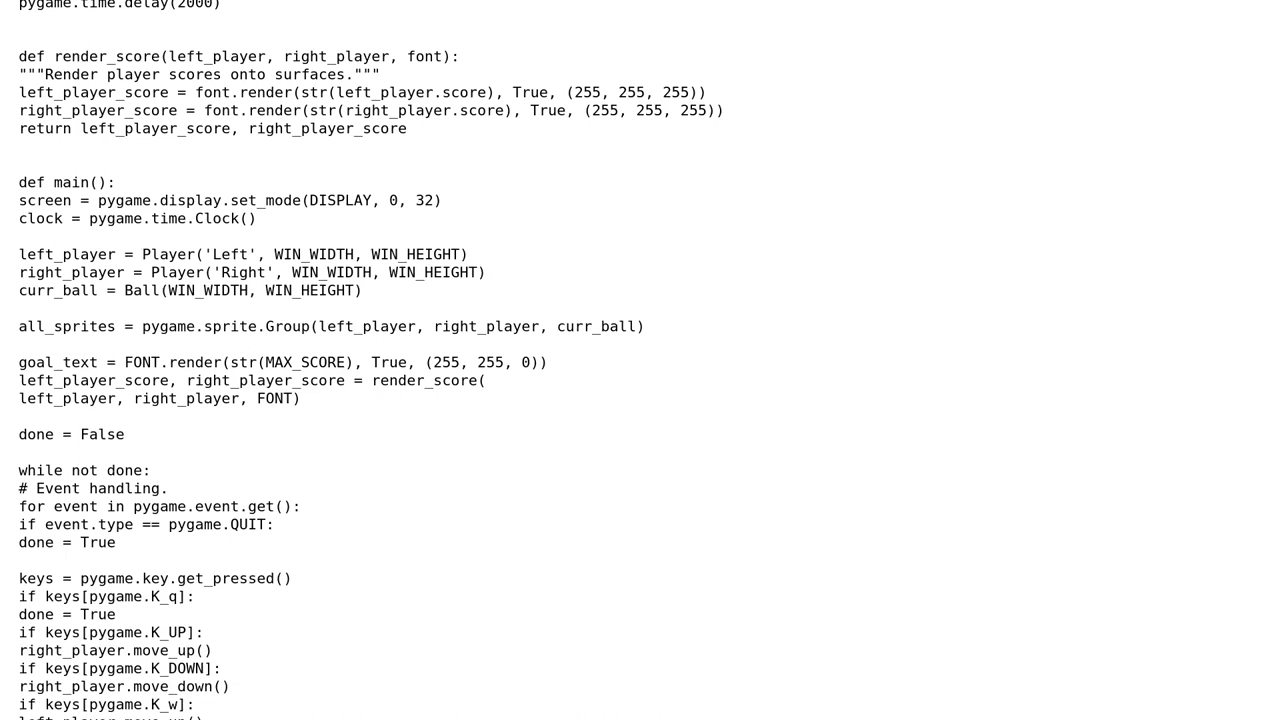 pygame.time.delay(2000)
def render_score(left_player, right_player, font):
"""Render player scores onto surfaces."""
left_player_score = font.render(str(left_player.score), True, (255, 255, 255))
right_player_score = font.render(str(right_player.score), True, (255, 255, 255))
return left_player_score, right_player_score
def main():
screen = pygame.display.set_mode(DISPLAY, 0, 32)
clock = pygame.time.Clock()
left_player = Player('Left', WIN_WIDTH, WIN_HEIGHT)
right_player = Player('Right', WIN_WIDTH, WIN_HEIGHT)
curr_ball = Ball(WIN_WIDTH, WIN_HEIGHT)
all_sprites = pygame.sprite.Group(left_player, right_player, curr_ball)
goal_text = FONT.render(str(MAX_SCORE), True, (255, 255, 0))
left_player_score, right_player_score = render_score(
left_player, right_player, FONT)
done = False
while not done:
# Event handling.
for event in pygame.event.get():
if event.type == pygame.QUIT:
done = True
keys = pygame.key.get_pressed()
if keys[pygame.K_q]:
done = True
if keys[pygame.K_UP]:
right_player.move_up()
if keys[pygame.K_DOWN]:
right_player.move_down()
if keys[pygame.K_w]: